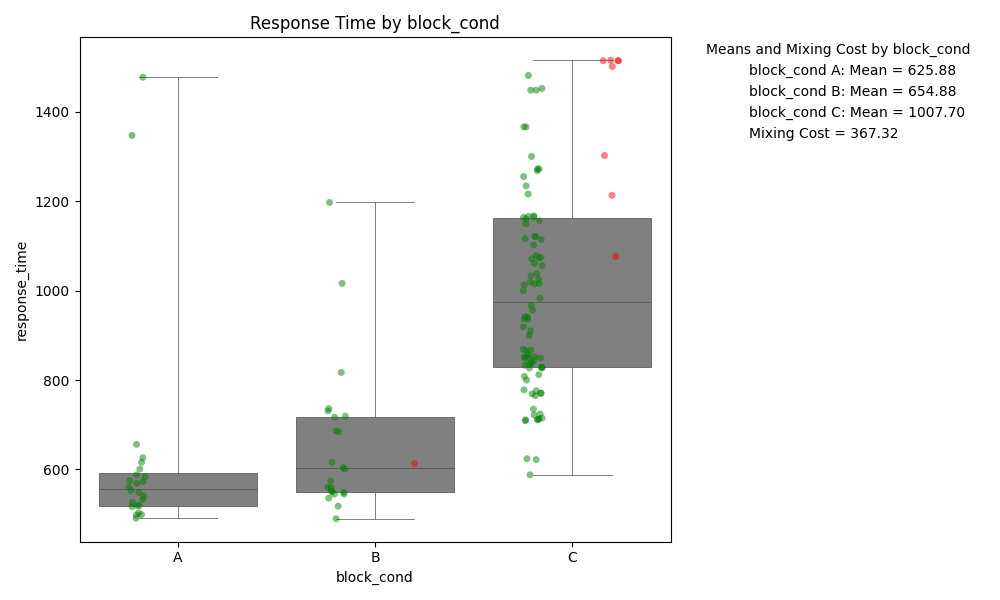 Response Time by block_cond
Means and Mixing Cost by block_cond
block_cond A: Mean = 625.88
block_cond B: Mean = 654.88
block_cond C: Mean = 1007.70
Mixing Cost = 367.32
response_time
1400
1200
1000
800
600
A
B
C
block_cond